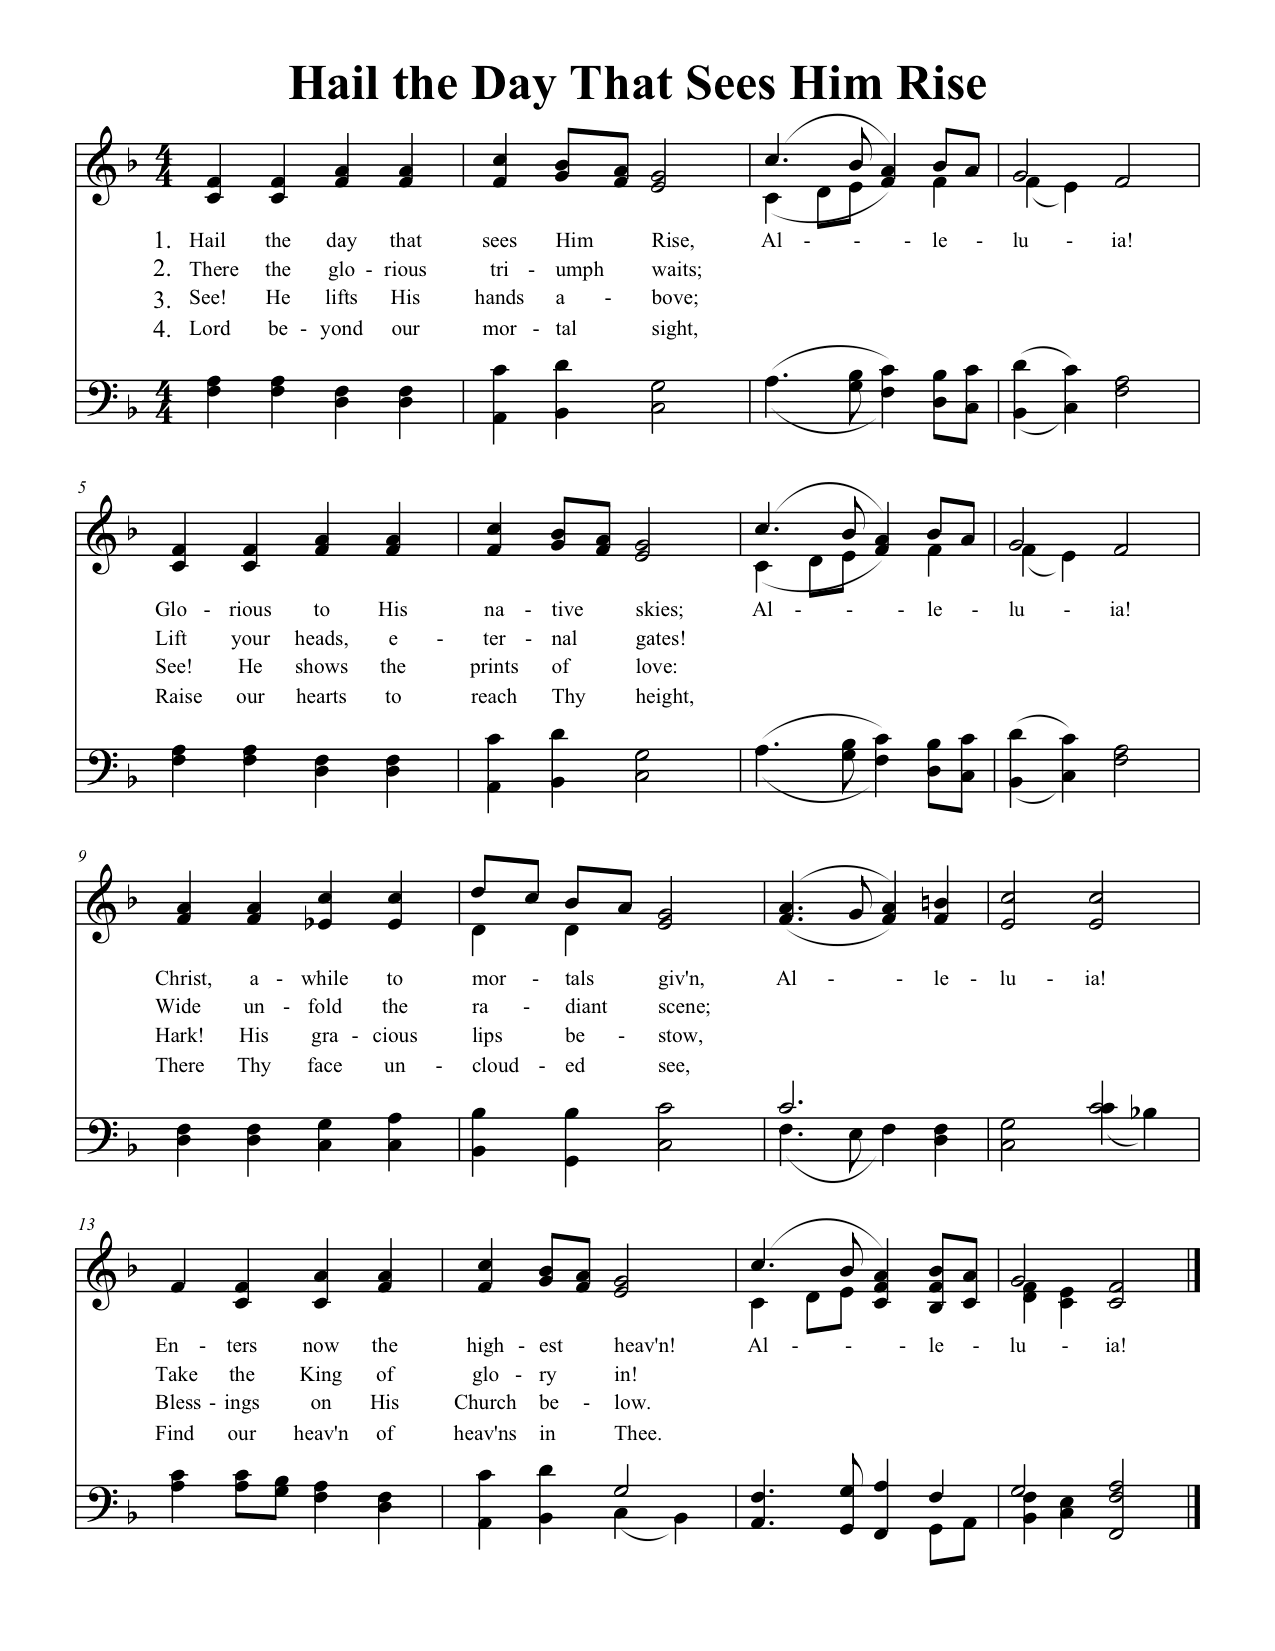 Hail the Day That Sees Him Rise
4 4
1. Hail the day that sees Him Rise, Al - - - le - lu - ia!
2. There the glo - rious tri - umph waits;
3. See! He lifts His hands a - bove;
4. Lord be - yond our mor - tal sight,
4 4
5
Glo - rious to His na - tive skies; Al - - - le - lu - ia!
Lift your heads, e - ter - nal gates!
See! He shows the prints of love:
Raise our hearts to reach Thy height,
9
Christ, a - while to mor - tals giv'n, Al - - le - lu - ia!
Wide un - fold the ra - diant scene;
Hark! His gra - cious lips be - stow,
There Thy face un - cloud - ed see,
13
En - ters now the high - est heav'n! Al - - - le - lu - ia!
Take the King of glo - ry in!
Bless - ings on His Church be - low.
Find our heav'n of heav'ns in Thee.